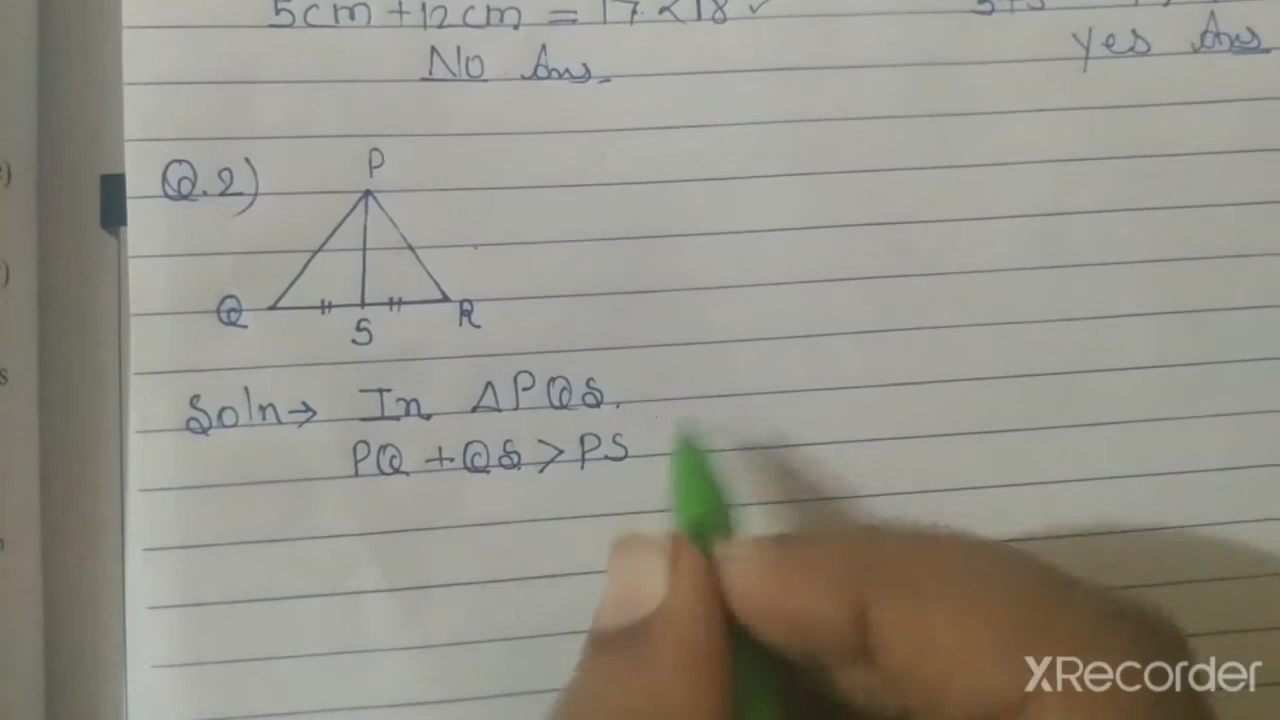 5cm + 12cm = 17 < 18 ✓
No Ans.
Yes Ans
Q.2)
P
Q
S
R
Soln → In △PQS.
PQ + QS > PS
XRecorder